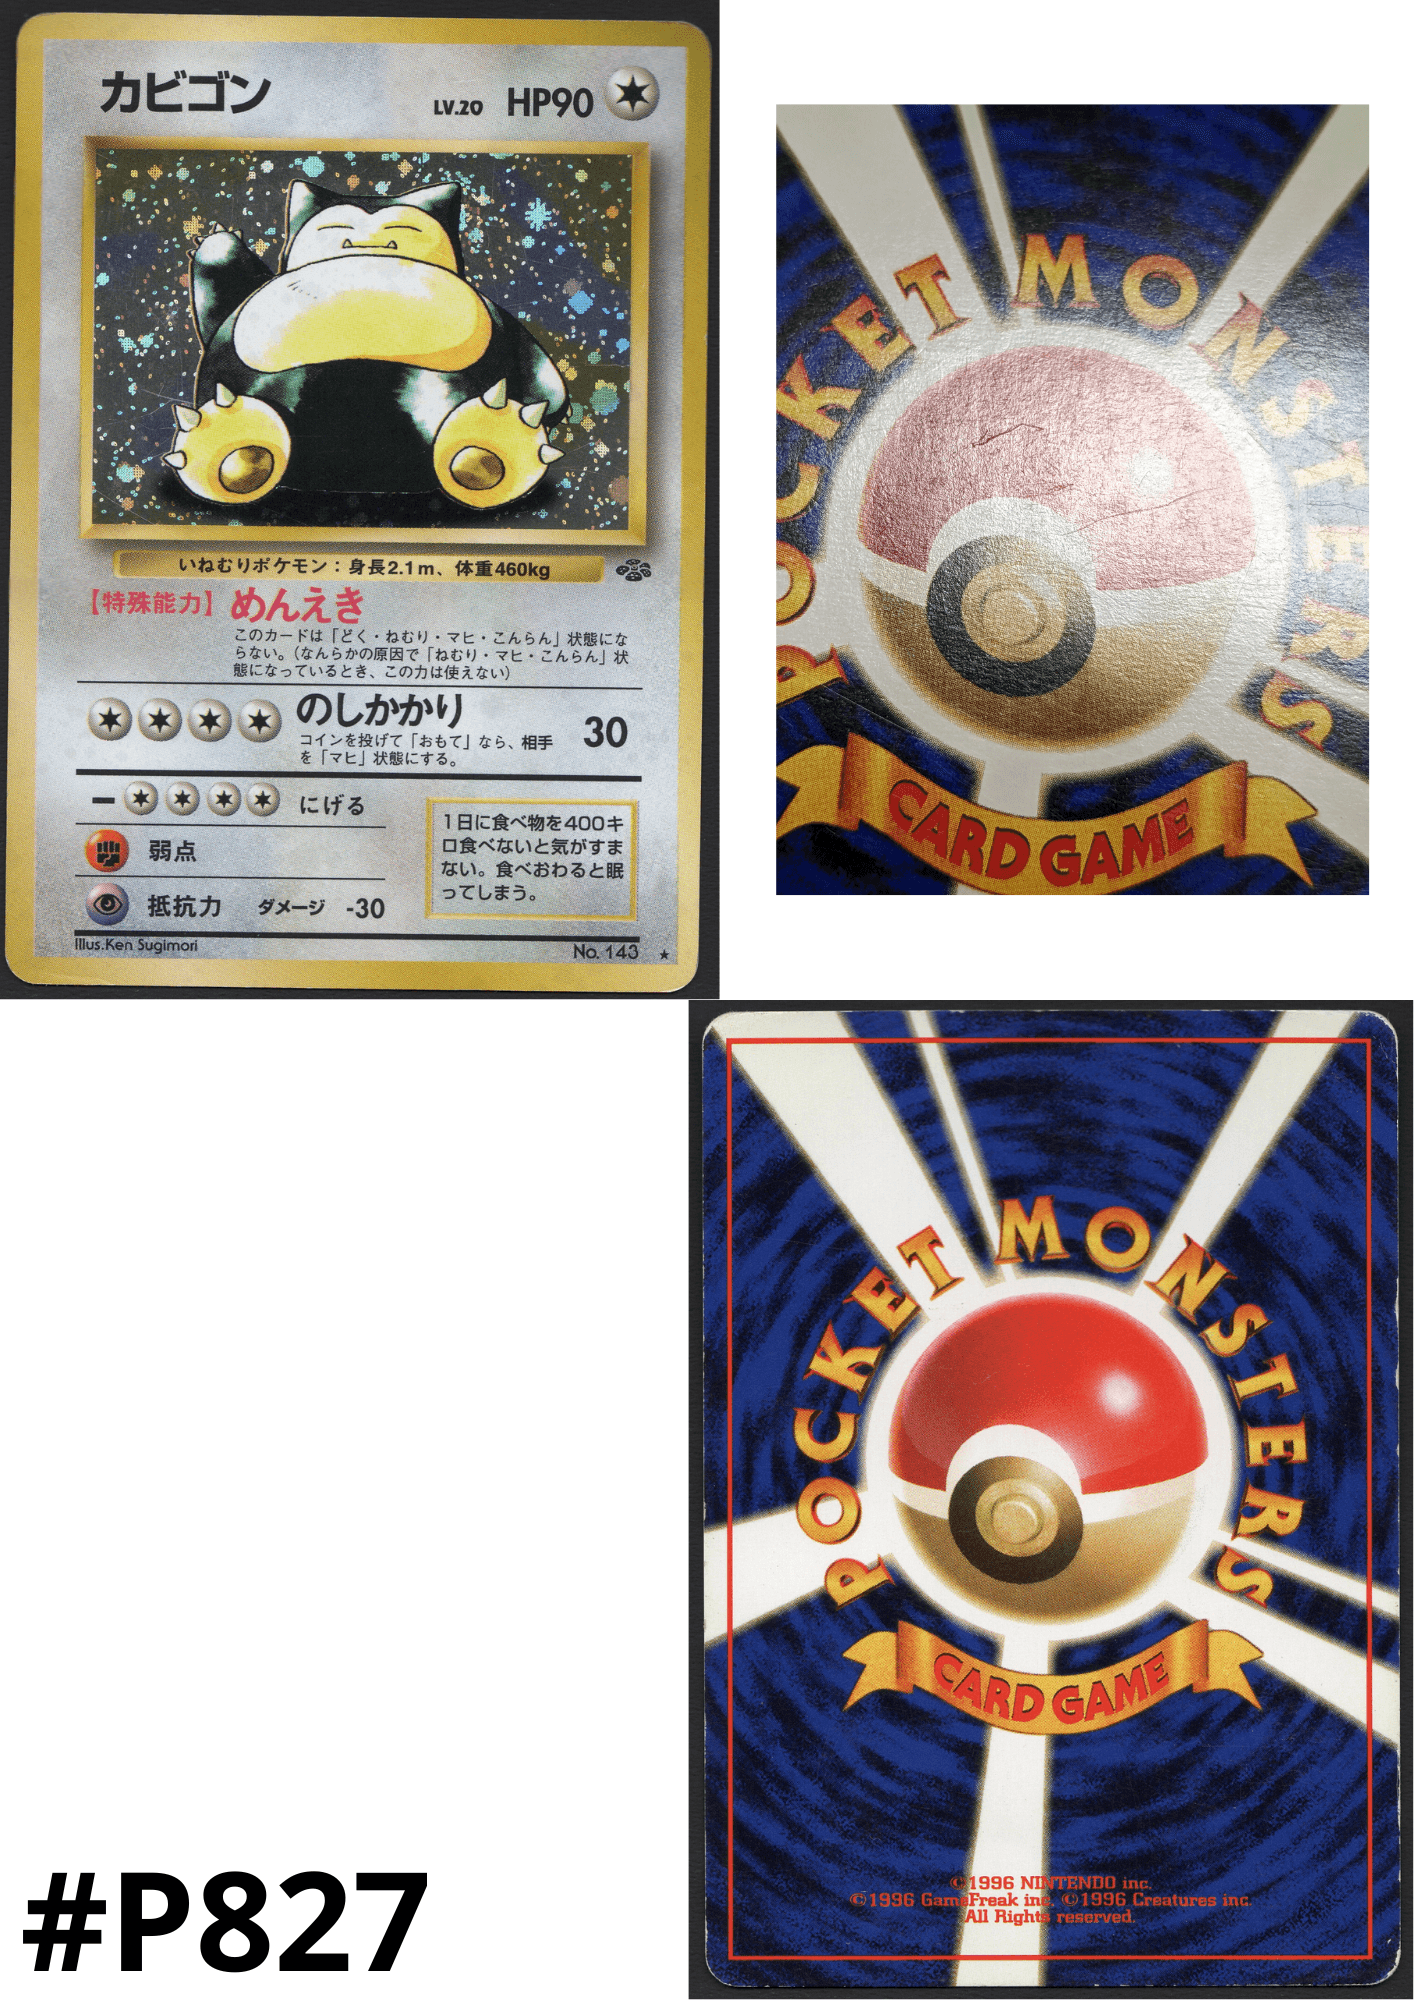 カビゴン
LV.20 HP90
いねむりポケモン：身長2.1m、体重460kg
【特殊能力】めんえき
このカードは「どく・ねむり・マヒ・こんらん」状態にな
らない。（なんらかの原因で「ねむり・マヒ・こんらん」状
態になっているとき、この力は使えない）
のしかかり 30
コインを投げて「おもて」なら、相手
を「マヒ」状態にする。
にげる
弱点
抵抗力 ダメージ -30
1日に食べ物を400キ
ロ食べないと気がすま
ない。食べおわると眠
ってしまう。
Illus.Ken Sugimori
No. 143 ★
POCKET MONSTERS
CARD GAME
POCKET MONSTERS
CARD GAME
©1996 NINTENDO inc.
©1996 GameFreak inc. ©1996 Creatures inc.
All Rights reserved.
#P827